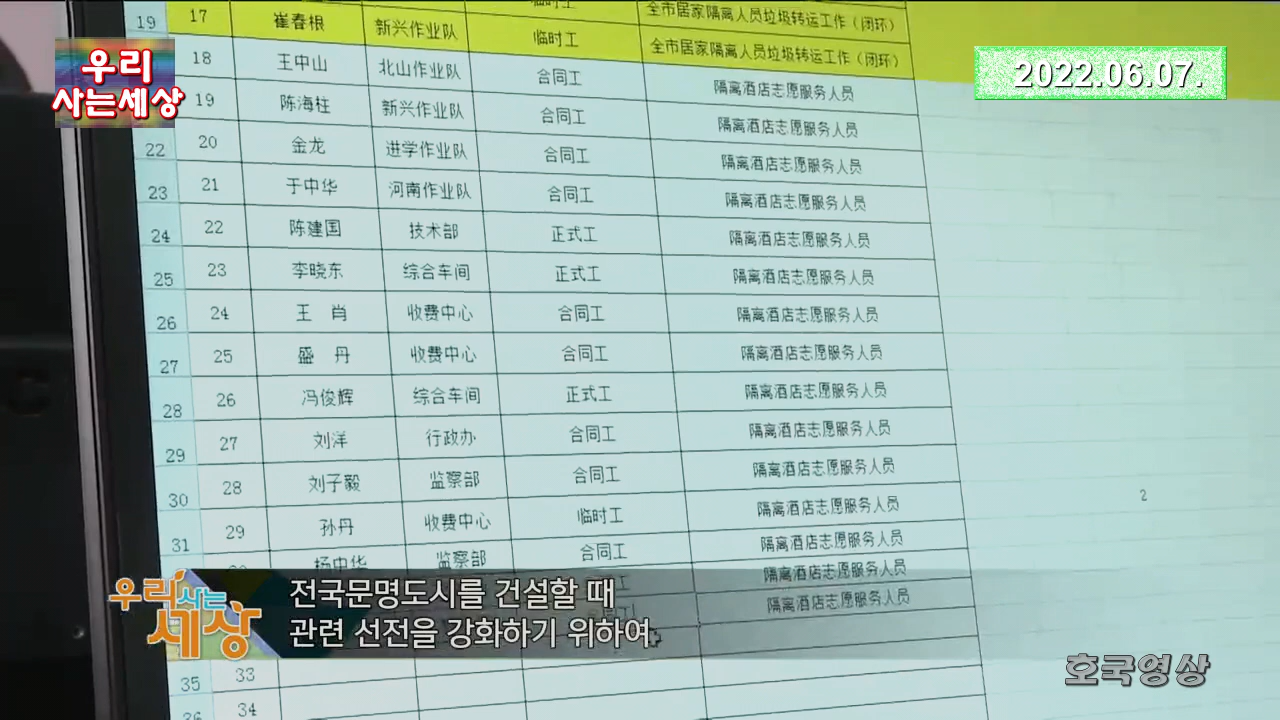 우리
사는세상
2022.06.07.
临时工
19 17 崔春根 新兴作业队 临时工 全市居家隔离人员垃圾转运工作（闭环）
全市居家隔离人员垃圾转运工作（闭环）
18 王中山 北山作业队 合同工 隔离酒店志愿服务人员
19 陈海柱 新兴作业队 合同工 隔离酒店志愿服务人员
22 20 金龙 进学作业队 合同工 隔离酒店志愿服务人员
23 21 于中华 河南作业队 合同工 隔离酒店志愿服务人员
24 22 陈建国 技术部 正式工 隔离酒店志愿服务人员
25 23 李晓东 综合车间 正式工 隔离酒店志愿服务人员
26 24 王 肖 收费中心 合同工 隔离酒店志愿服务人员
27 25 盛 丹 收费中心 合同工 隔离酒店志愿服务人员
28 26 冯俊辉 综合车间 正式工 隔离酒店志愿服务人员
29 27 刘洋 行政办 合同工 隔离酒店志愿服务人员
30 28 刘子毅 监察部 合同工 隔离酒店志愿服务人员
31 29 孙丹 收费中心 临时工 隔离酒店志愿服务人员
杨中华 监察部 合同工 隔离酒店志愿服务人员
隔离酒店志愿服务人员
隔离酒店志愿服务人员
2
우리 사는 세상
전국문명도시를 건설할 때
관련 선전을 강화하기 위하여
35 33
36 34
호국영상